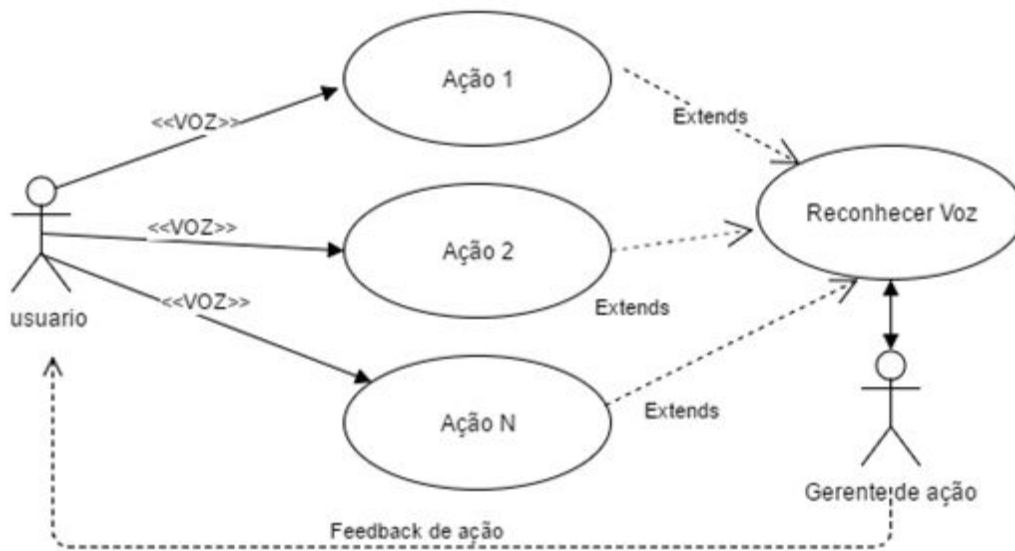 Ação 1
Extends
<<VOZ>>
Reconhecer Voz
<<VOZ>>
Ação 2
<<VOZ>>
Extends
usuario
Ação N
Extends
Gerente de ação
Feedback de ação